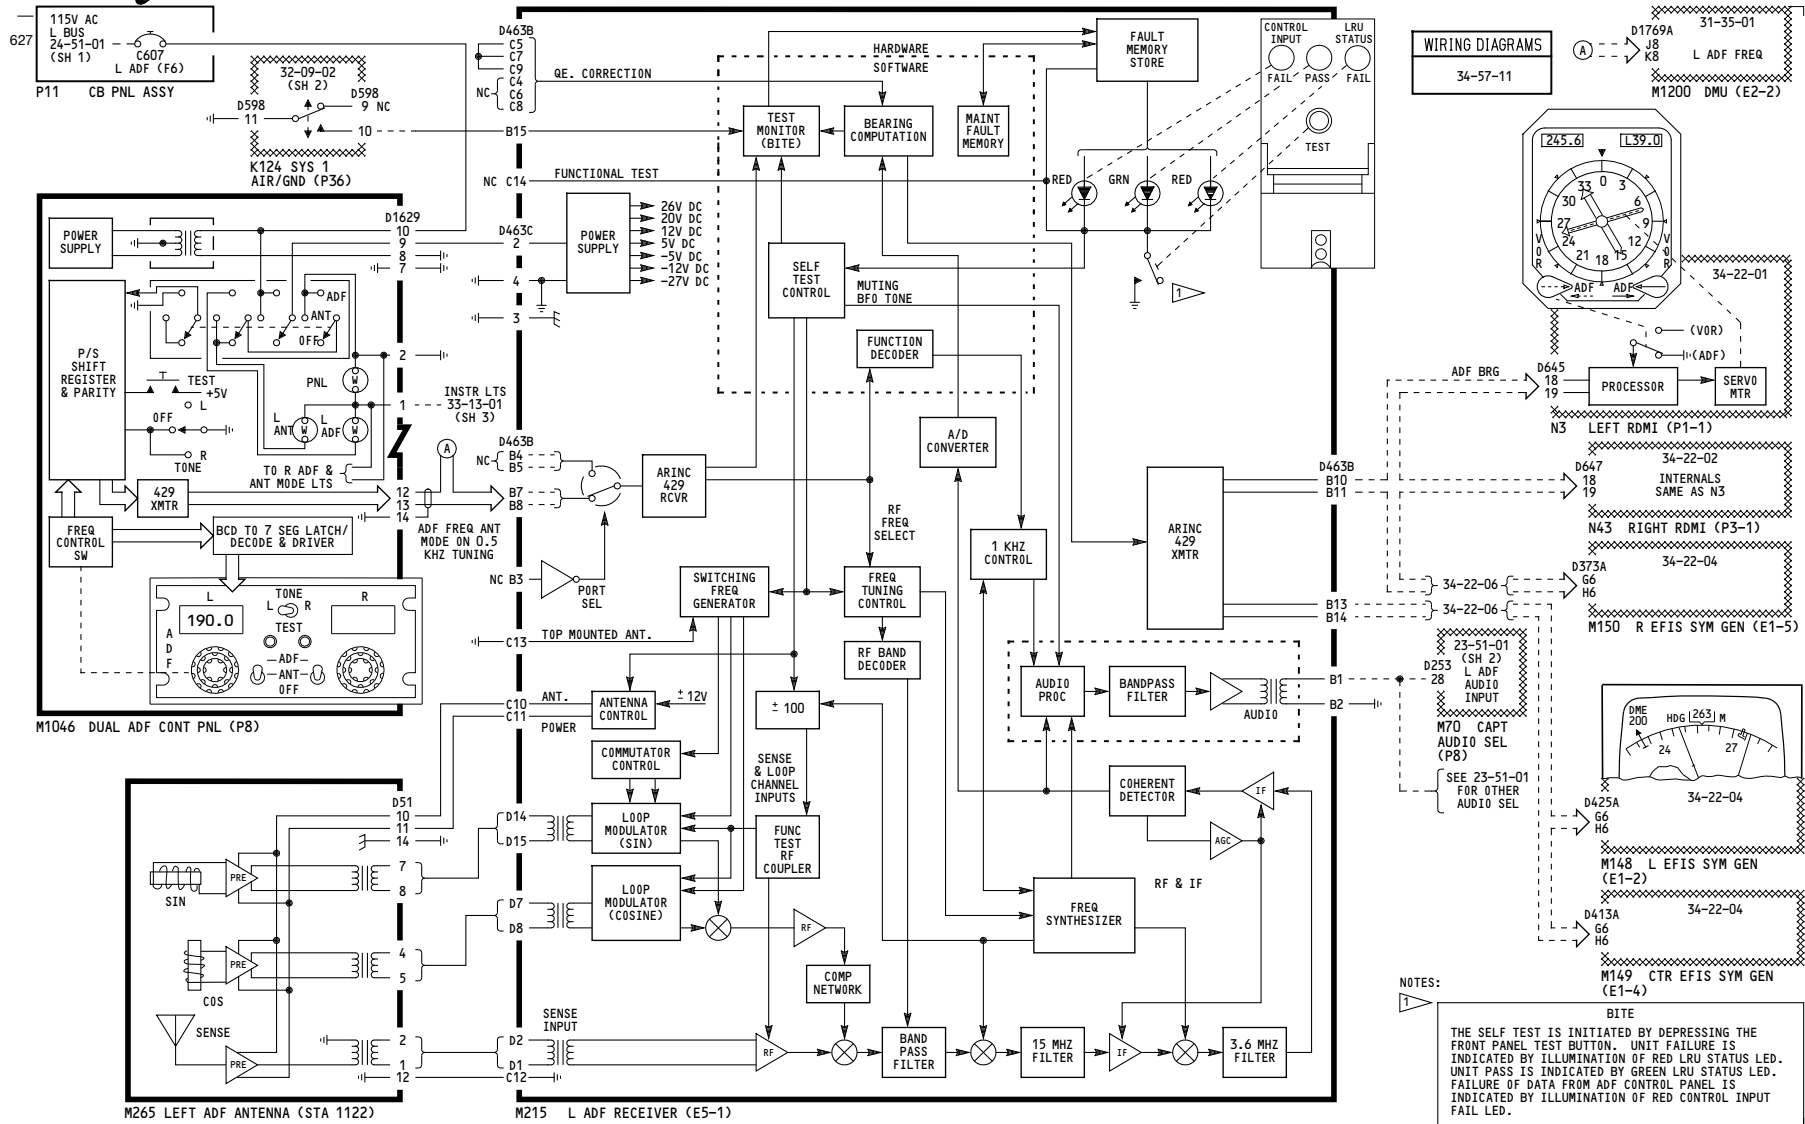 627
115V AC
L BUS
24-51-01
(SH 1)
C607
L ADF (F6)
P11 CB PNL ASSY
32-09-02
(SH 2)
D598
11
D598
9 NC
10
K124 SYS 1
AIR/GND (P36)
D463B
C5
C7
C9
C4
NC C6
C8
QE. CORRECTION
B15
NC C14 FUNCTIONAL TEST
HARDWARE
SOFTWARE
TEST
MONITOR
(BITE)
BEARING
COMPUTATION
MAINT
FAULT
MEMORY
FAULT
MEMORY
STORE
RED
GRN
RED
1
CONTROL
INPUT
LRU
STATUS
FAIL PASS FAIL
TEST
WIRING DIAGRAMS
34-57-11
A
D1769A
J8
K8
31-35-01
L ADF FREQ
M1200 DMU (E2-2)
245.6
L39.0
0
3
6
9
12
15
18
21
24
27
30
33
VOR
VOR
ADF ADF
34-22-01
(VOR)
(ADF)
D645
18
19
PROCESSOR
SERVO
MTR
N3 LEFT RDMI (P1-1)
ADF BRG
POWER
SUPPLY
D1629
10
9
8
7
ADF
ANT
OFF
P/S
SHIFT
REGISTER
& PARITY
TEST
+5V
L
OFF
R
TONE
PNL
W
L
ANT
W
L
ADF
W
2
1
INSTR LTS
33-13-01
(SH 3)
TO R ADF &
ANT MODE LTS
429
XMTR
12
13
14
A
ADF FREQ ANT
MODE ON 0.5
KHZ TUNING
FREQ
CONTROL
SW
BCD TO 7 SEG LATCH/
DECODE & DRIVER
L
TONE
L R
R
190.0
TEST
A
D
F
ADF
ANT
OFF
M1046 DUAL ADF CONT PNL (P8)
D463C
2
4
3
POWER
SUPPLY
26V DC
20V DC
12V DC
5V DC
-5V DC
-12V DC
-27V DC
SELF
TEST
CONTROL
MUTING
BFO TONE
FUNCTION
DECODER
D463B
NC B4
B5
B7
B8
ARINC
429
RCVR
NC B3
PORT
SEL
RF
FREQ
SELECT
A/D
CONVERTER
1 KHZ
CONTROL
ARINC
429
XMTR
D463B
B10
B11
B13
B14
34-22-06
34-22-06
D647
18
19
34-22-02
INTERNALS
SAME AS N3
N43 RIGHT RDMI (P3-1)
D373A
G6
H6
34-22-04
M150 R EFIS SYM GEN (E1-5)
SWITCHING
FREQ
GENERATOR
FREQ
TUNING
CONTROL
C13 TOP MOUNTED ANT.
RF BAND
DECODER
C10 ANT.
C11 POWER
ANTENNA
CONTROL
± 12V
± 100
COMMUTATOR
CONTROL
SENSE
& LOOP
CHANNEL
INPUTS
AUDIO
PROC
BANDPASS
FILTER
AUDIO
B1
B2
D253
28
23-51-01
(SH 2)
L ADF
AUDIO
INPUT
M70 CAPT
AUDIO SEL
(P8)
SEE 23-51-01
FOR OTHER
AUDIO SEL
DME
200
HDG 263 M
24
27
34-22-04
D425A
G6
H6
M148 L EFIS SYM GEN
(E1-2)
D413A
G6
H6
34-22-04
M149 CTR EFIS SYM GEN
(E1-4)
D51
10
11
14
7
8
4
5
2
1
12
PRE
SIN
PRE
COS
SENSE
PRE
M265 LEFT ADF ANTENNA (STA 1122)
D14
D15
LOOP
MODULATOR
(SIN)
FUNC
TEST
RF
COUPLER
D7
D8
LOOP
MODULATOR
(COSINE)
RF
COMP
NETWORK
COHERENT
DETECTOR
IF
AGC
RF & IF
FREQ
SYNTHESIZER
SENSE
INPUT
D2
D1
C12
RF
BAND
PASS
FILTER
15 MHZ
FILTER
IF
3.6 MHZ
FILTER
M215 L ADF RECEIVER (E5-1)
NOTES:
1
BITE
THE SELF TEST IS INITIATED BY DEPRESSING THE
FRONT PANEL TEST BUTTON. UNIT FAILURE IS
INDICATED BY ILLUMINATION OF RED LRU STATUS LED.
UNIT PASS IS INDICATED BY GREEN LRU STATUS LED.
FAILURE OF DATA FROM ADF CONTROL PANEL IS
INDICATED BY ILLUMINATION OF RED CONTROL INPUT
FAIL LED.